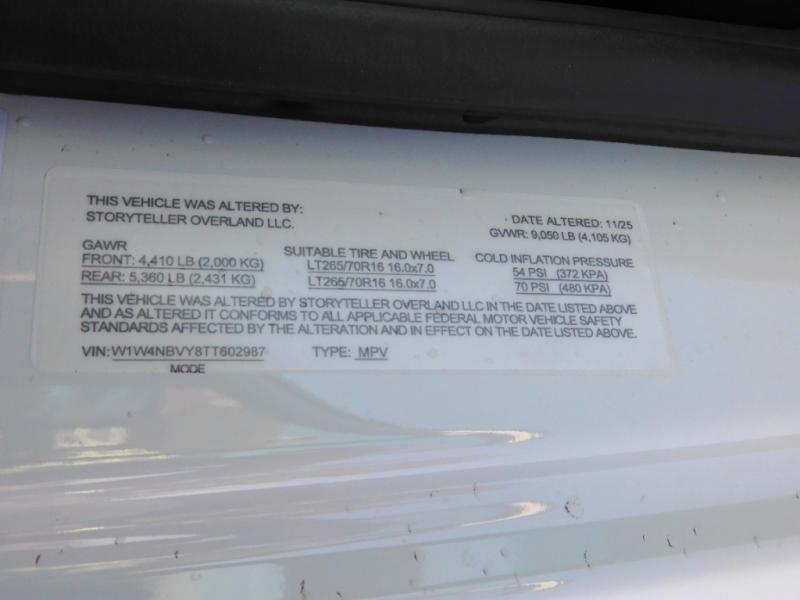 THIS VEHICLE WAS ALTERED BY:
STORYTELLER OVERLAND LLC.
DATE ALTERED: 11/25
GVWR: 9,050 LB (4,105 KG)
GAWR
FRONT: 4,410 LB (2,000 KG)
REAR: 5,360 LB (2,431 KG)
SUITABLE TIRE AND WHEEL
LT265/70R16 16.0x7.0
LT265/70R16 16.0x7.0
COLD INFLATION PRESSURE
54 PSI (372 KPA)
70 PSI (480 KPA)
THIS VEHICLE WAS ALTERED BY STORYTELLER OVERLAND LLC IN THE DATE LISTED ABOVE
AND AS ALTERED IT CONFORMS TO ALL APPLICABLE FEDERAL MOTOR VEHICLE SAFETY
STANDARDS AFFECTED BY THE ALTERATION AND IN EFFECT ON THE DATE LISTED ABOVE.
VIN: W1W4NBVY8TT602987 TYPE: MPV
MODE